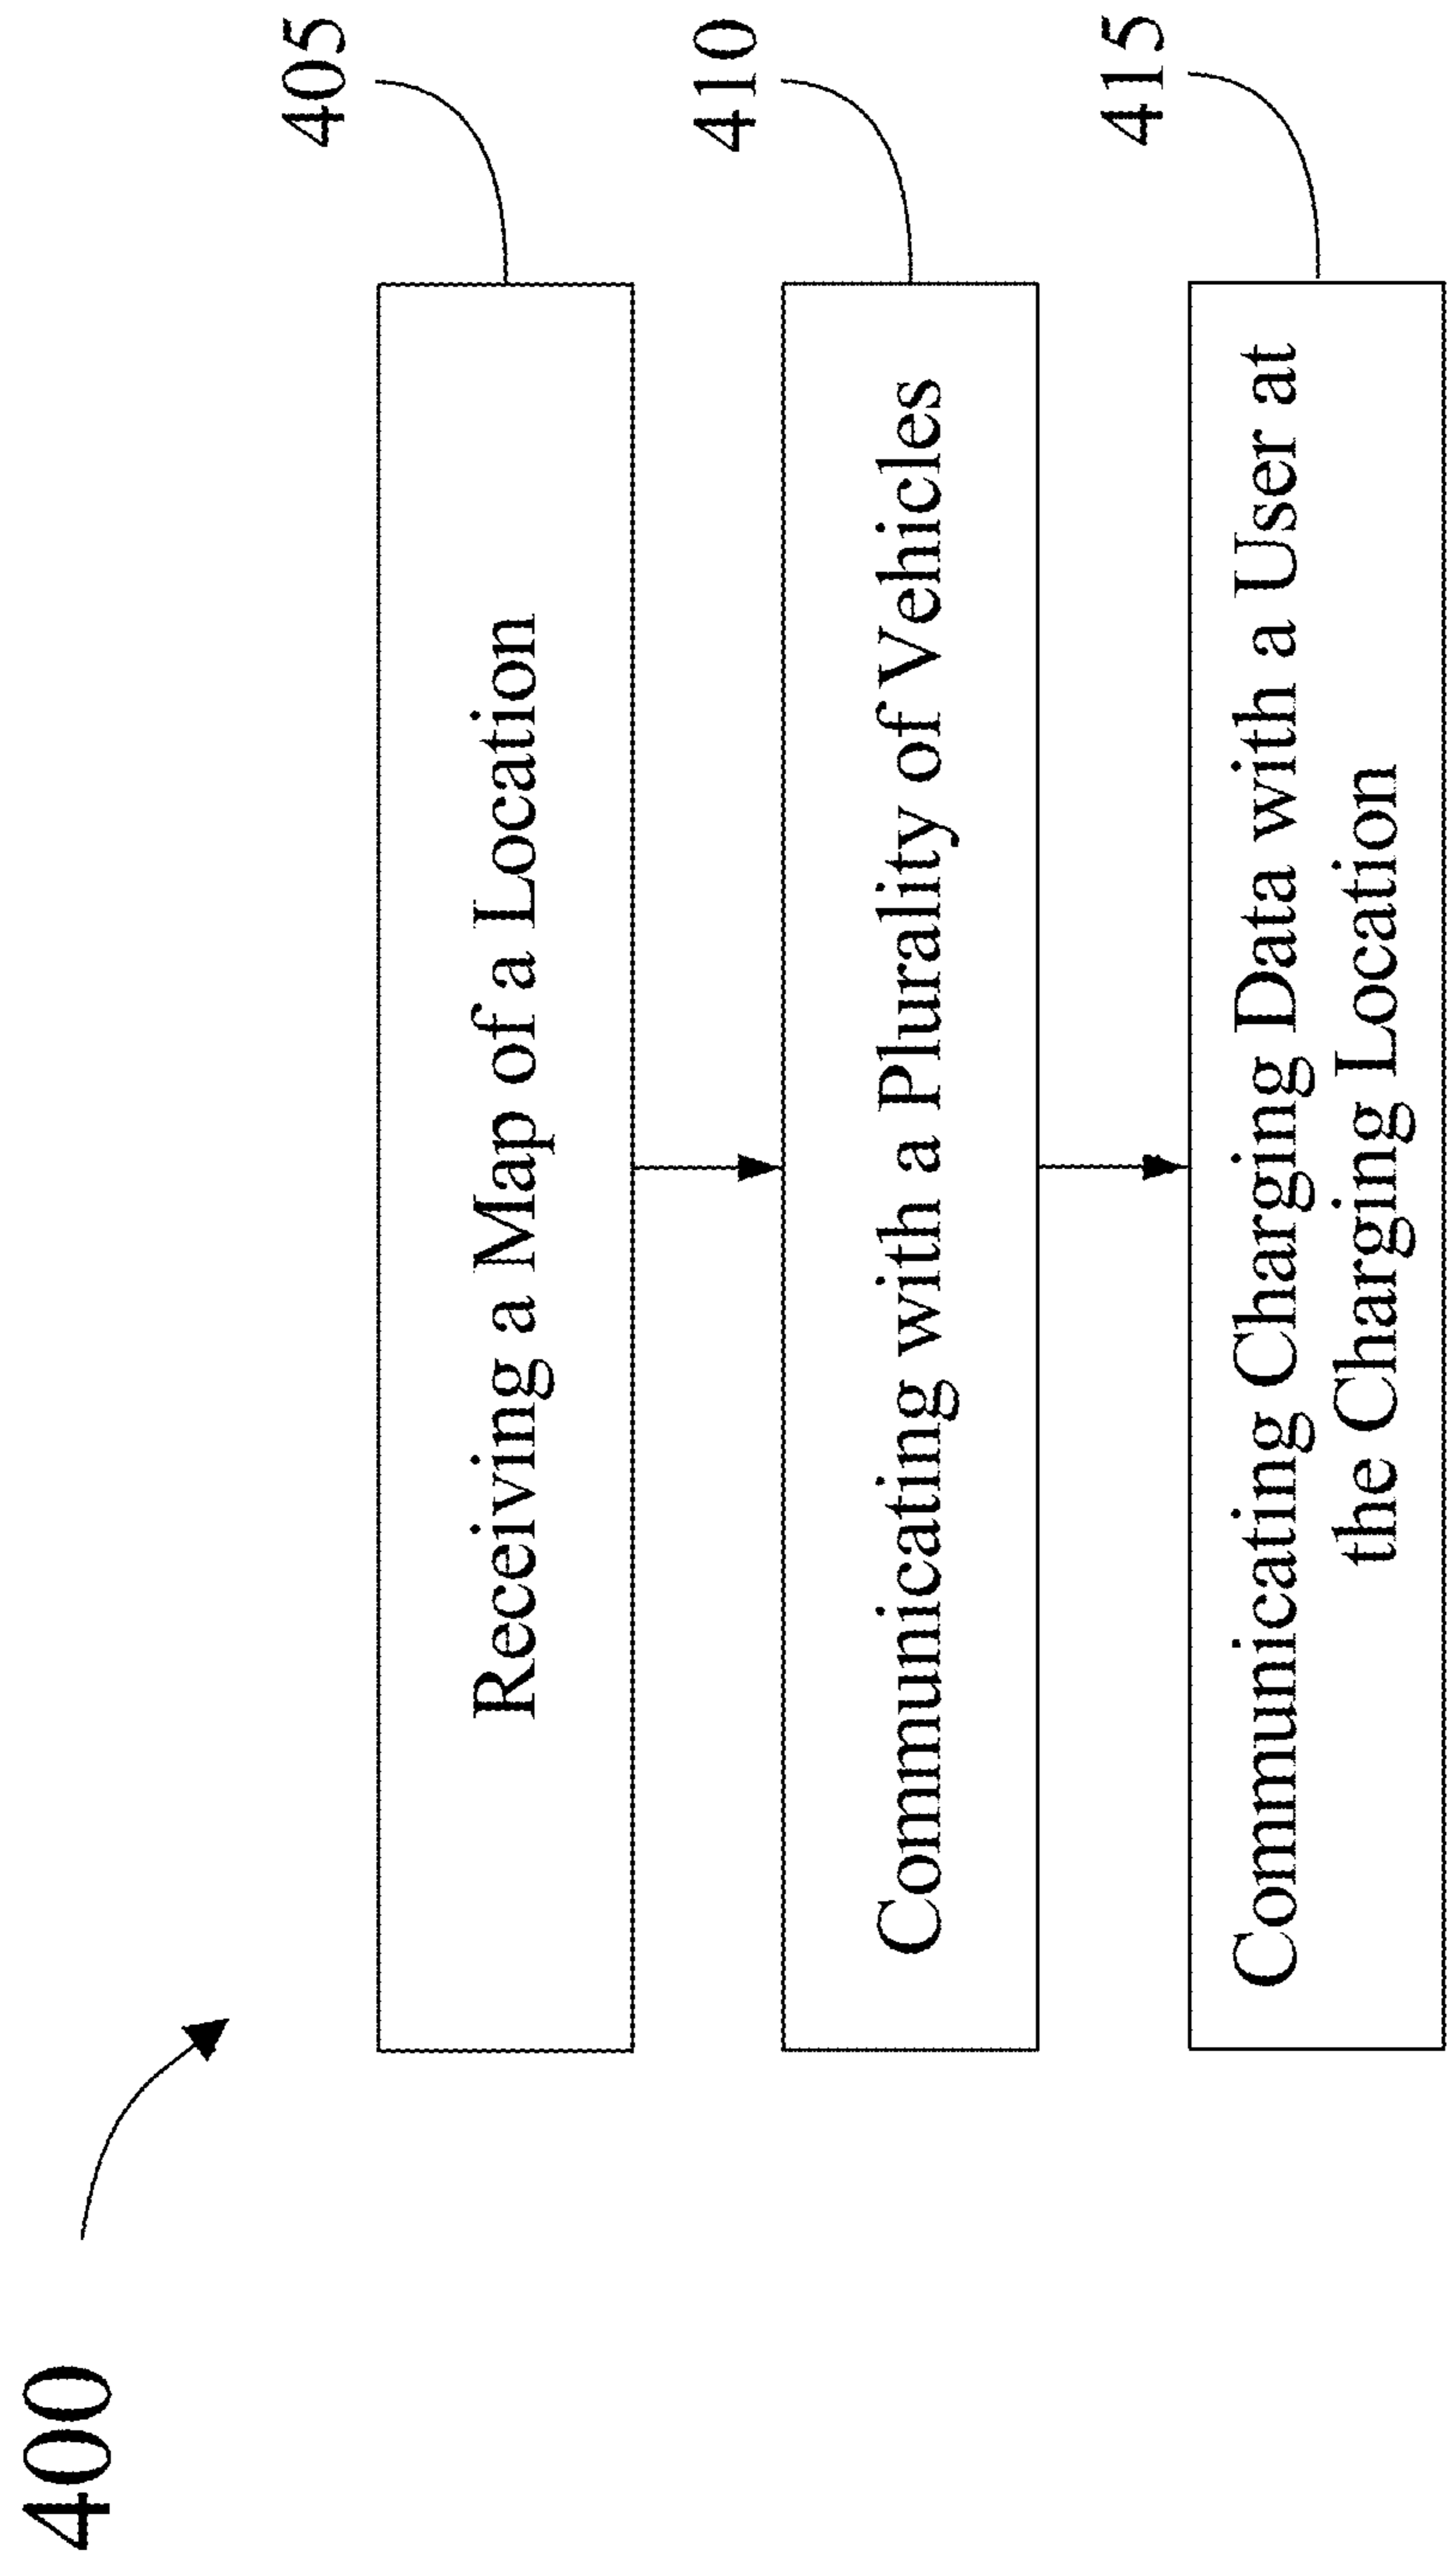 400
405
Receiving a Map of a Location
410
Communicating with a Plurality of Vehicles
415
Communicating Charging Data with a User at
the Charging Location